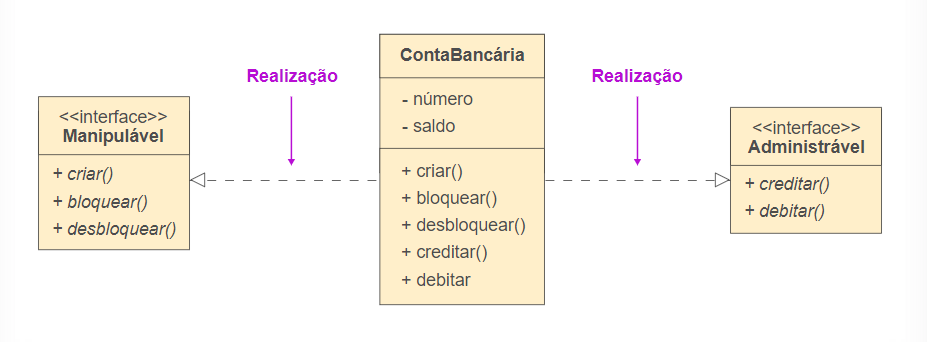 Realização
<<interface>>
Manipulável
+ criar()
+ bloquear()
+ desbloquear()
ContaBancária
- número
- saldo
+ criar()
+ bloquear()
+ desbloquear()
+ creditar()
+ debitar
Realização
<<interface>>
Administrável
+ creditar()
+ debitar()